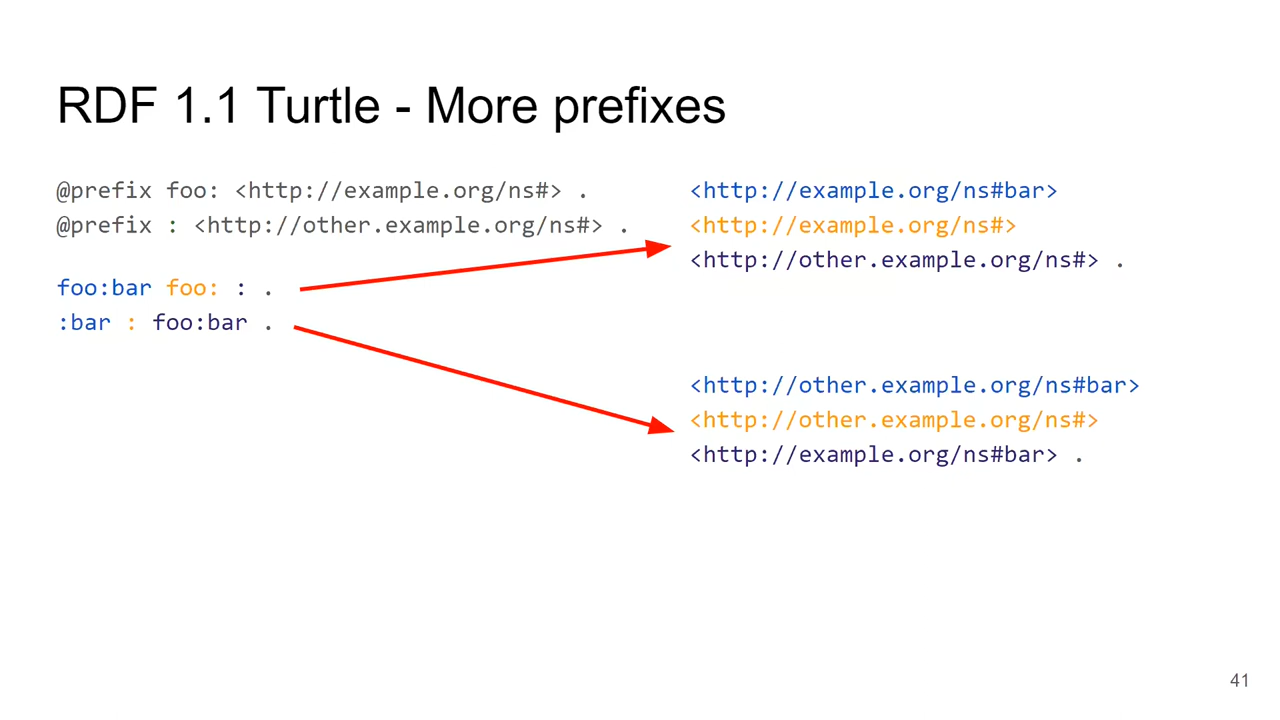 RDF 1.1 Turtle - More prefixes
@prefix foo: <http://example.org/ns#> .
@prefix : <http://other.example.org/ns#> .
foo:bar foo: : .
:bar : foo:bar .
<http://example.org/ns#bar>
<http://example.org/ns#>
<http://other.example.org/ns#> .
<http://other.example.org/ns#bar>
<http://other.example.org/ns#>
<http://example.org/ns#bar> .
41